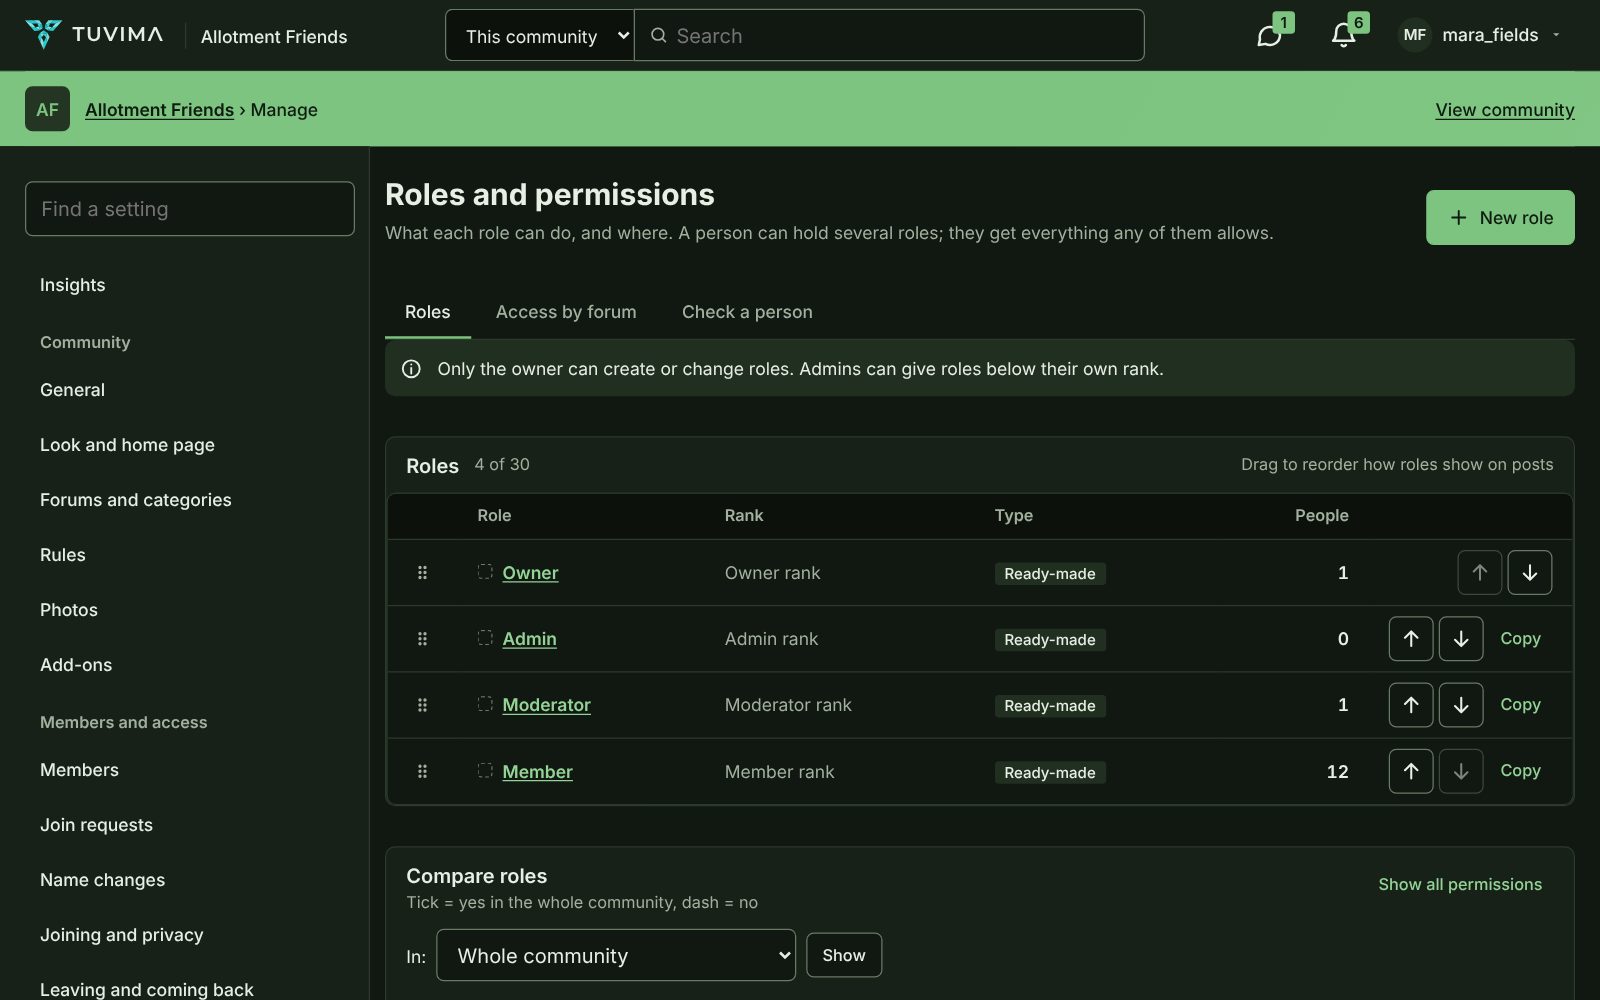 TUVIMA
Allotment Friends
This community
Search
1
6
MF
mara_fields
AF
Allotment Friends › Manage
View community
Find a setting
Insights
Community
General
Look and home page
Forums and categories
Rules
Photos
Add-ons
Members and access
Members
Join requests
Name changes
Joining and privacy
Leaving and coming back
Roles and permissions
What each role can do, and where. A person can hold several roles; they get everything any of them allows.
New role
Roles
Access by forum
Check a person
Only the owner can create or change roles. Admins can give roles below their own rank.
Roles 4 of 30
Drag to reorder how roles show on posts
Role Rank Type People
Owner Owner rank Ready-made 1
Admin Admin rank Ready-made 0 Copy
Moderator Moderator rank Ready-made 1 Copy
Member Member rank Ready-made 12 Copy
Compare roles
Tick = yes in the whole community, dash = no
Show all permissions
In: Whole community Show